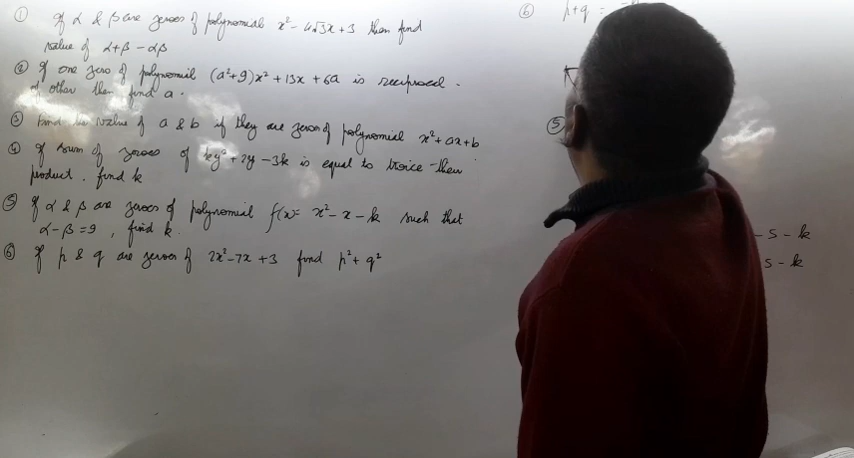 ① If α & β are zeroes of polynomial x² - 4√3x + 3 then find
value of α+β - αβ
② If one zero of polynomial (a²+9)x² + 13x + 6a is reciprocal
of other then find a.
③ Find the value of a & b if they are zeroes of polynomial x² + ax + b
④ If sum of zeroes of ky² + 2y - 3k is equal to twice their
product. find k
⑤ If α & β are zeroes of polynomial f(x) = x² - x - k such that
α - β = 9, find k.
⑥ If p & q are zeroes of 2x² - 7x + 3 find p² + q²
⑥ p+q =
⑤
- 5 - k
5 - k